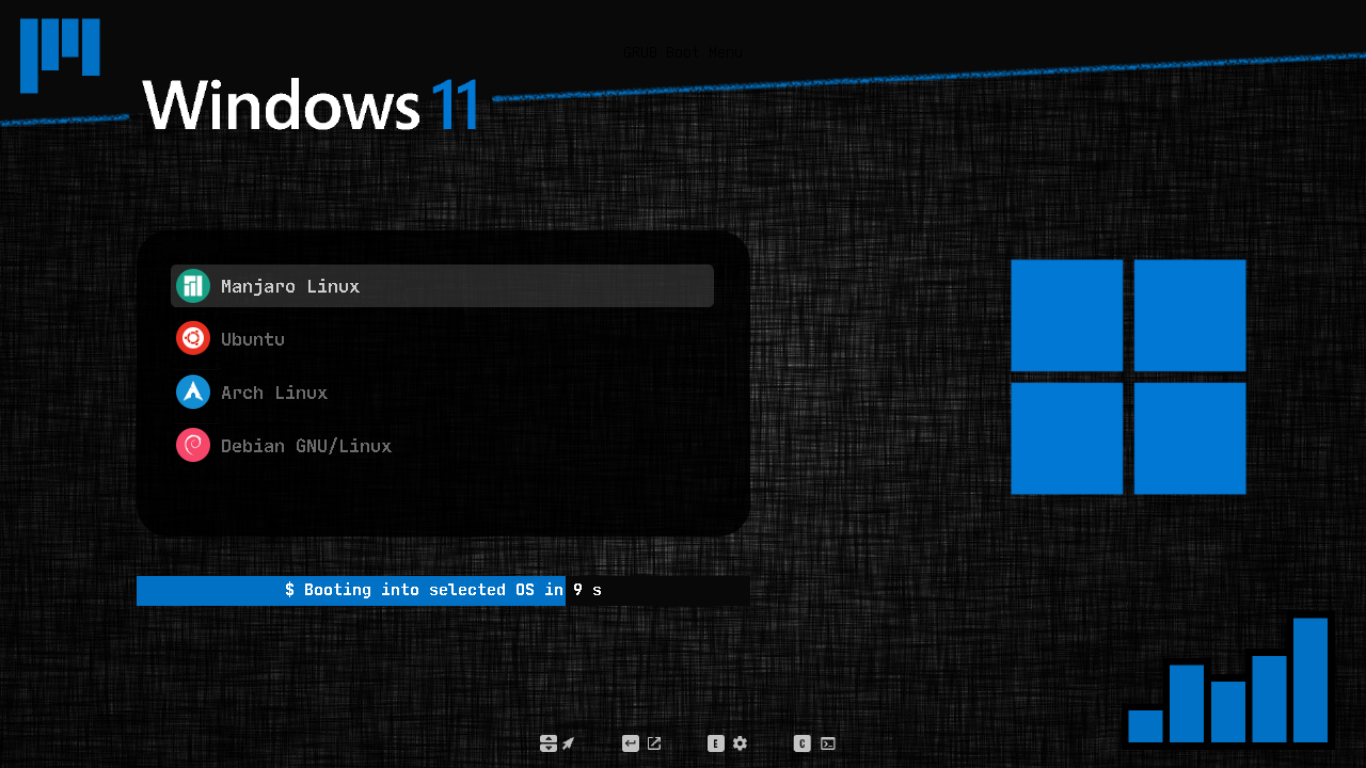 GRUB Boot Menu
Windows 11
Manjaro Linux
Ubuntu
Arch Linux
Debian GNU/Linux
$ Booting into selected OS in 9 s
E
C